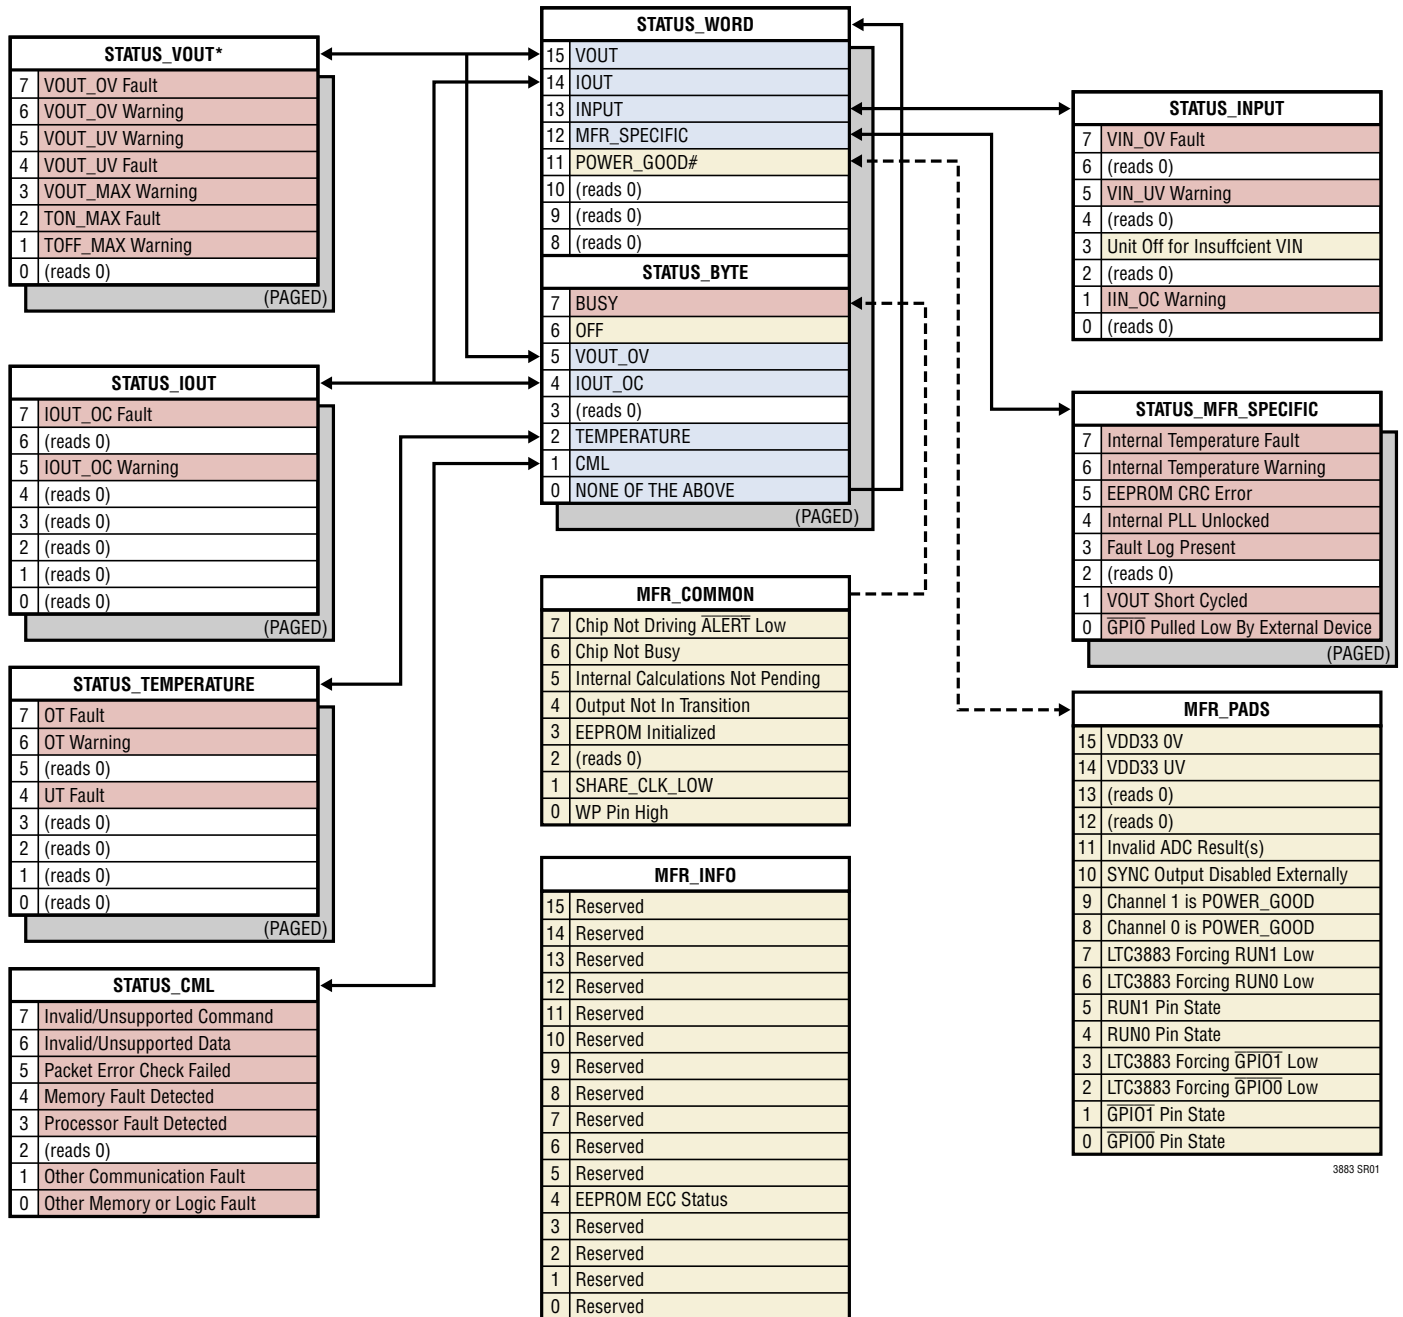 STATUS_VOUT*
7 VOUT_OV Fault
6 VOUT_OV Warning
5 VOUT_UV Warning
4 VOUT_UV Fault
3 VOUT_MAX Warning
2 TON_MAX Fault
1 TOFF_MAX Warning
0 (reads 0)
(PAGED)
STATUS_IOUT
7 IOUT_OC Fault
6 (reads 0)
5 IOUT_OC Warning
4 (reads 0)
3 (reads 0)
2 (reads 0)
1 (reads 0)
0 (reads 0)
(PAGED)
STATUS_TEMPERATURE
7 OT Fault
6 OT Warning
5 (reads 0)
4 UT Fault
3 (reads 0)
2 (reads 0)
1 (reads 0)
0 (reads 0)
(PAGED)
STATUS_CML
7 Invalid/Unsupported Command
6 Invalid/Unsupported Data
5 Packet Error Check Failed
4 Memory Fault Detected
3 Processor Fault Detected
2 (reads 0)
1 Other Communication Fault
0 Other Memory or Logic Fault
STATUS_WORD
15 VOUT
14 IOUT
13 INPUT
12 MFR_SPECIFIC
11 POWER_GOOD#
10 (reads 0)
9 (reads 0)
8 (reads 0)
STATUS_BYTE
7 BUSY
6 OFF
5 VOUT_OV
4 IOUT_OC
3 (reads 0)
2 TEMPERATURE
1 CML
0 NONE OF THE ABOVE
(PAGED)
MFR_COMMON
7 Chip Not Driving ALERT Low
6 Chip Not Busy
5 Internal Calculations Not Pending
4 Output Not In Transition
3 EEPROM Initialized
2 (reads 0)
1 SHARE_CLK_LOW
0 WP Pin High
MFR_INFO
15 Reserved
14 Reserved
13 Reserved
12 Reserved
11 Reserved
10 Reserved
9 Reserved
8 Reserved
7 Reserved
6 Reserved
5 Reserved
4 EEPROM ECC Status
3 Reserved
2 Reserved
1 Reserved
0 Reserved
STATUS_INPUT
7 VIN_OV Fault
6 (reads 0)
5 VIN_UV Warning
4 (reads 0)
3 Unit Off for Insuffcient VIN
2 (reads 0)
1 IIN_OC Warning
0 (reads 0)
STATUS_MFR_SPECIFIC
7 Internal Temperature Fault
6 Internal Temperature Warning
5 EEPROM CRC Error
4 Internal PLL Unlocked
3 Fault Log Present
2 (reads 0)
1 VOUT Short Cycled
0 GPIO Pulled Low By External Device
(PAGED)
MFR_PADS
15 VDD33 OV
14 VDD33 UV
13 (reads 0)
12 (reads 0)
11 Invalid ADC Result(s)
10 SYNC Output Disabled Externally
9 Channel 1 is POWER_GOOD
8 Channel 0 is POWER_GOOD
7 LTC3883 Forcing RUN1 Low
6 LTC3883 Forcing RUN0 Low
5 RUN1 Pin State
4 RUN0 Pin State
3 LTC3883 Forcing GPIO1 Low
2 LTC3883 Forcing GPIO0 Low
1 GPIO1 Pin State
0 GPIO0 Pin State
3883 SR01